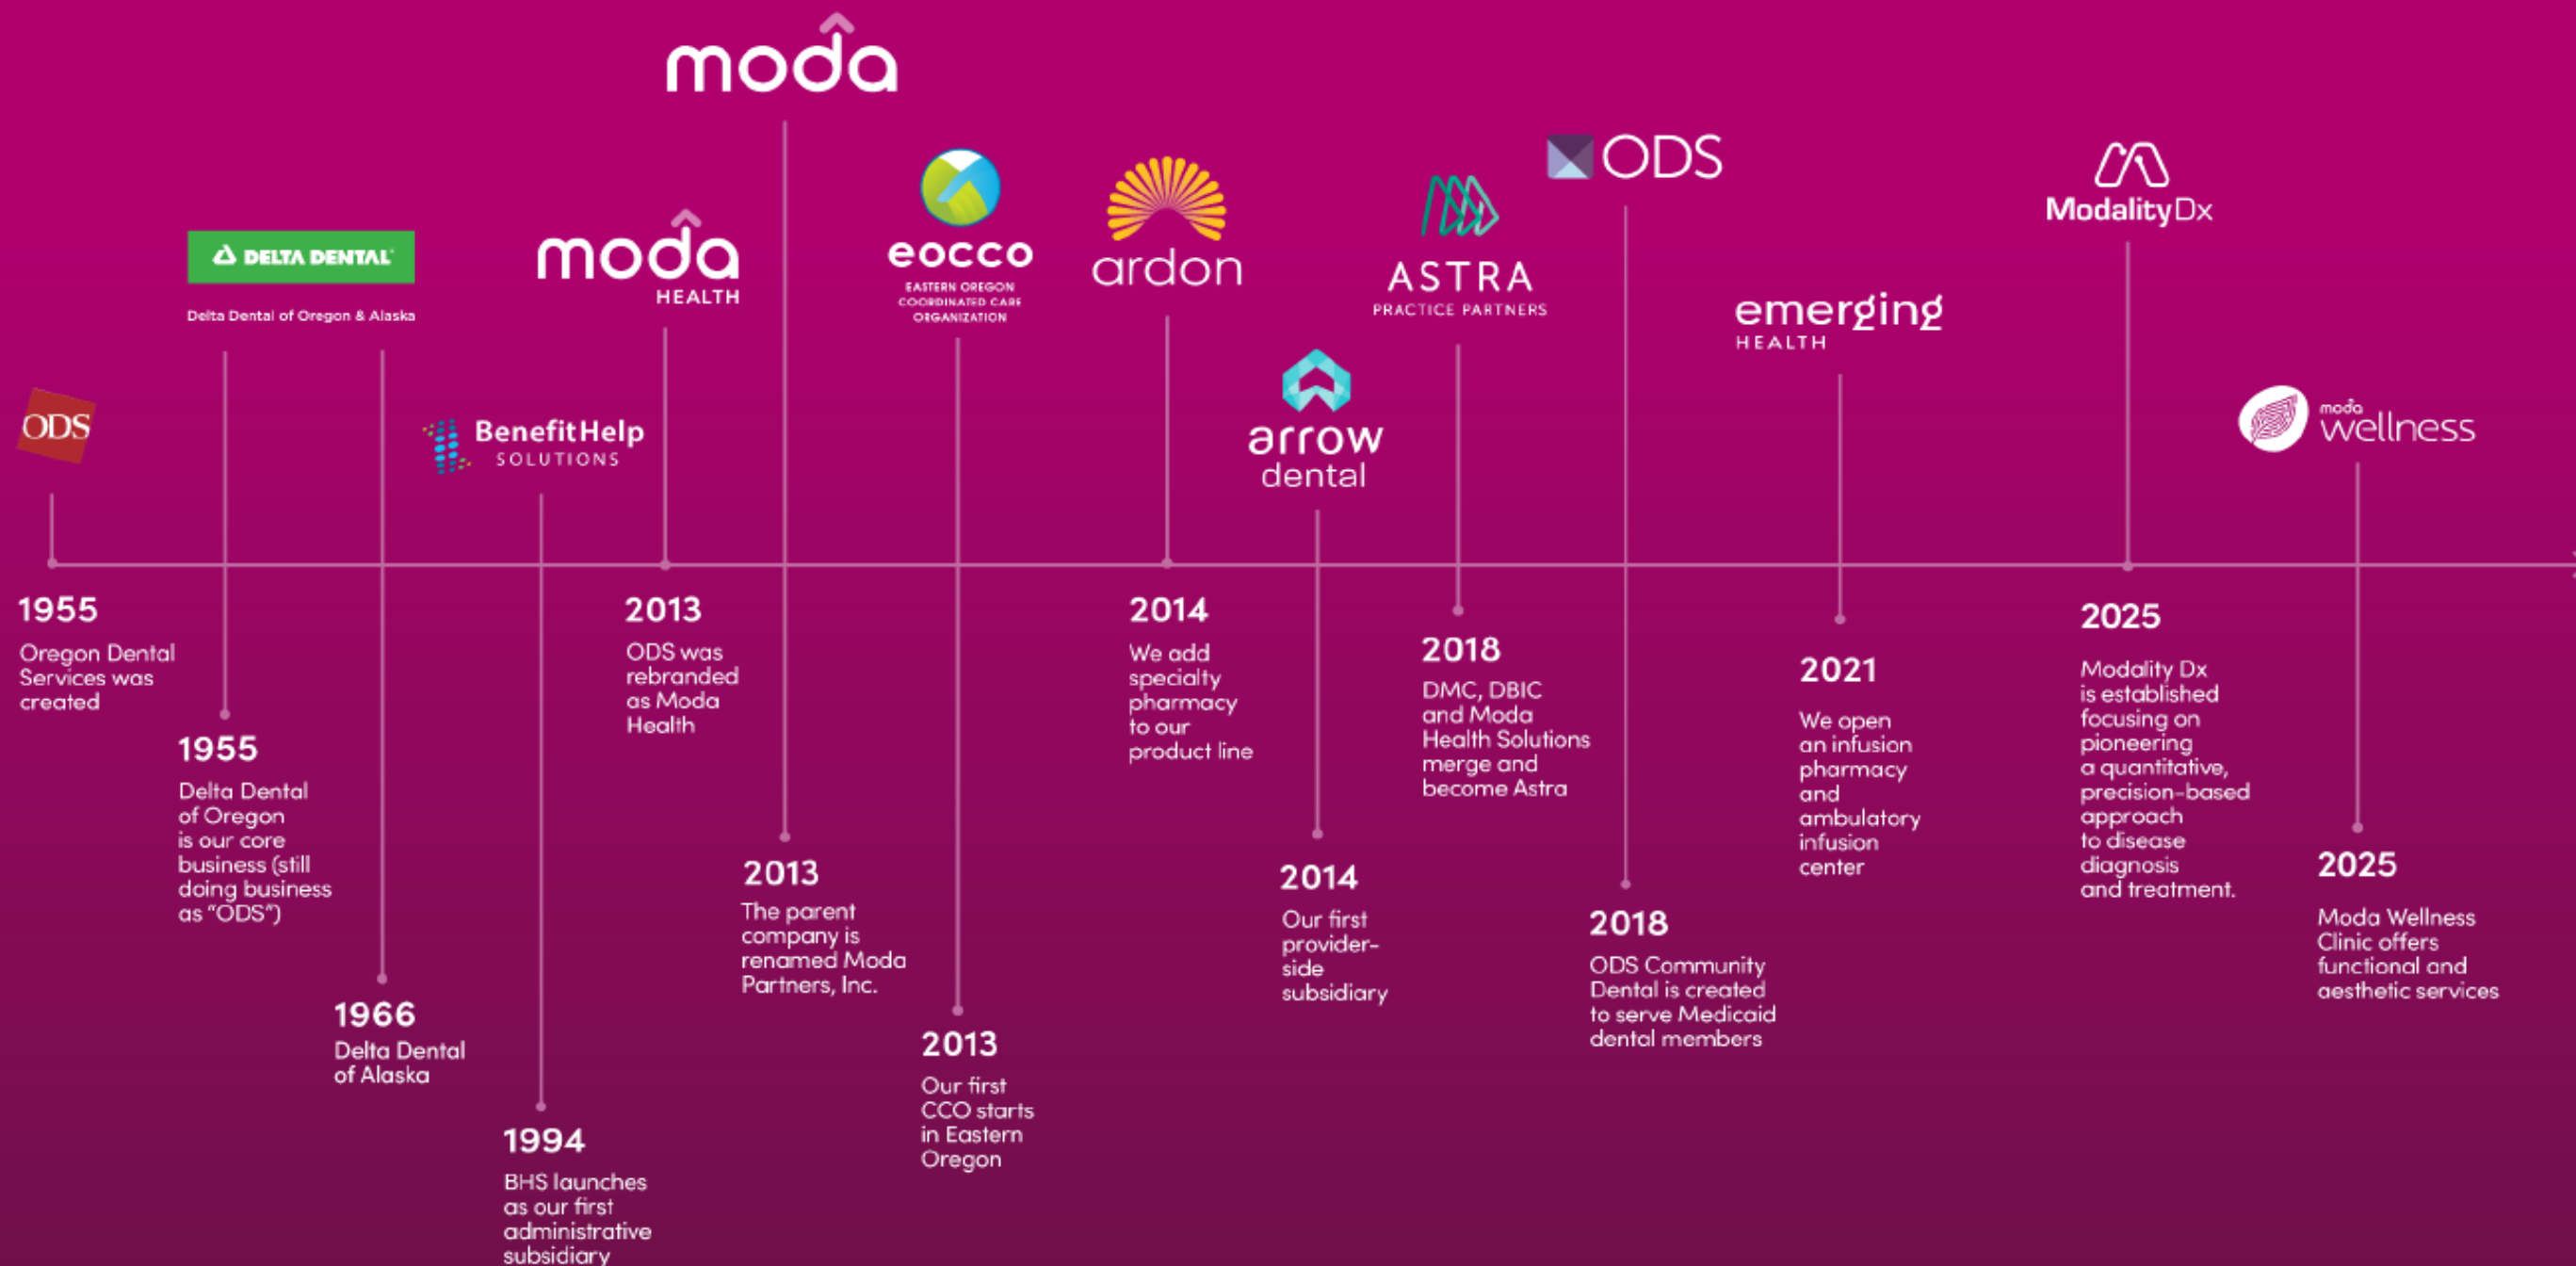 moda
DELTA DENTAL
Delta Dental of Oregon & Alaska
ODS
BenefitHelp
SOLUTIONS
moda
HEALTH
eocco
EASTERN OREGON
COORDINATED CARE
ORGANIZATION
ardon
arrow
dental
ASTRA
PRACTICE PARTNERS
ODS
emerging
HEALTH
ModalityDx
moda
wellness
1955
Oregon Dental
Services was
created
1955
Delta Dental
of Oregon
is our core
business (still
doing business
as “ODS”)
1966
Delta Dental
of Alaska
1994
BHS launches
as our first
administrative
subsidiary
2013
ODS was
rebranded
as Moda
Health
2013
The parent
company is
renamed Moda
Partners, Inc.
2013
Our first
CCO starts
in Eastern
Oregon
2014
We add
specialty
pharmacy
to our
product line
2014
Our first
provider-
side
subsidiary
2018
DMC, DBIC
and Moda
Health Solutions
merge and
become Astra
2018
ODS Community
Dental is created
to serve Medicaid
dental members
2021
We open
an infusion
pharmacy
and
ambulatory
infusion
center
2025
Modality Dx
is established
focusing on
pioneering
a quantitative,
precision-based
approach
to disease
diagnosis
and treatment.
2025
Moda Wellness
Clinic offers
functional and
aesthetic services